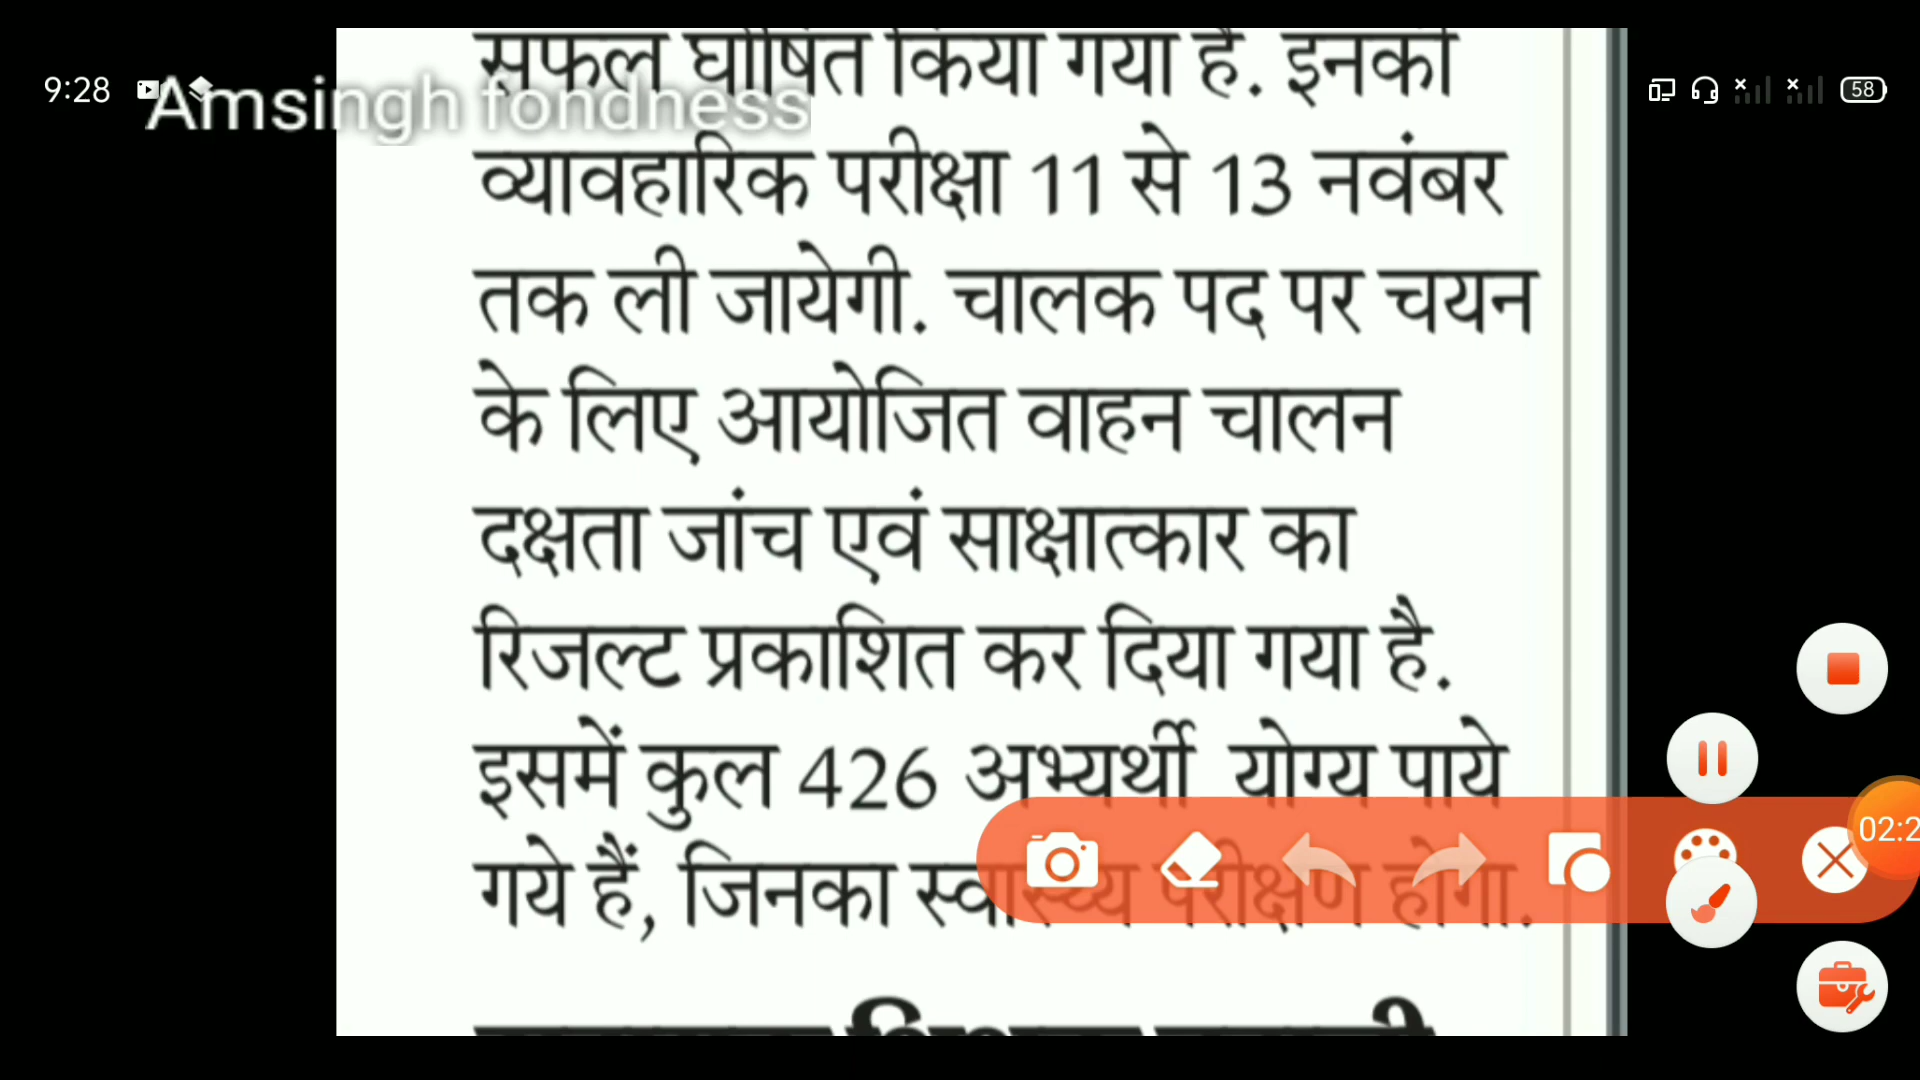 9:28
58
Amsingh fondness
सफल घोषित किया गया है. इनकी
व्यावहारिक परीक्षा 11 से 13 नवंबर
तक ली जायेगी. चालक पद पर चयन
के लिए आयोजित वाहन चालन
दक्षता जांच एवं साक्षात्कार का
रिजल्ट प्रकाशित कर दिया गया है.
इसमें कुल 426 अभ्यर्थी योग्य पाये
गये हैं, जिनका स्वास्थ्य परीक्षण होगा.
02:2